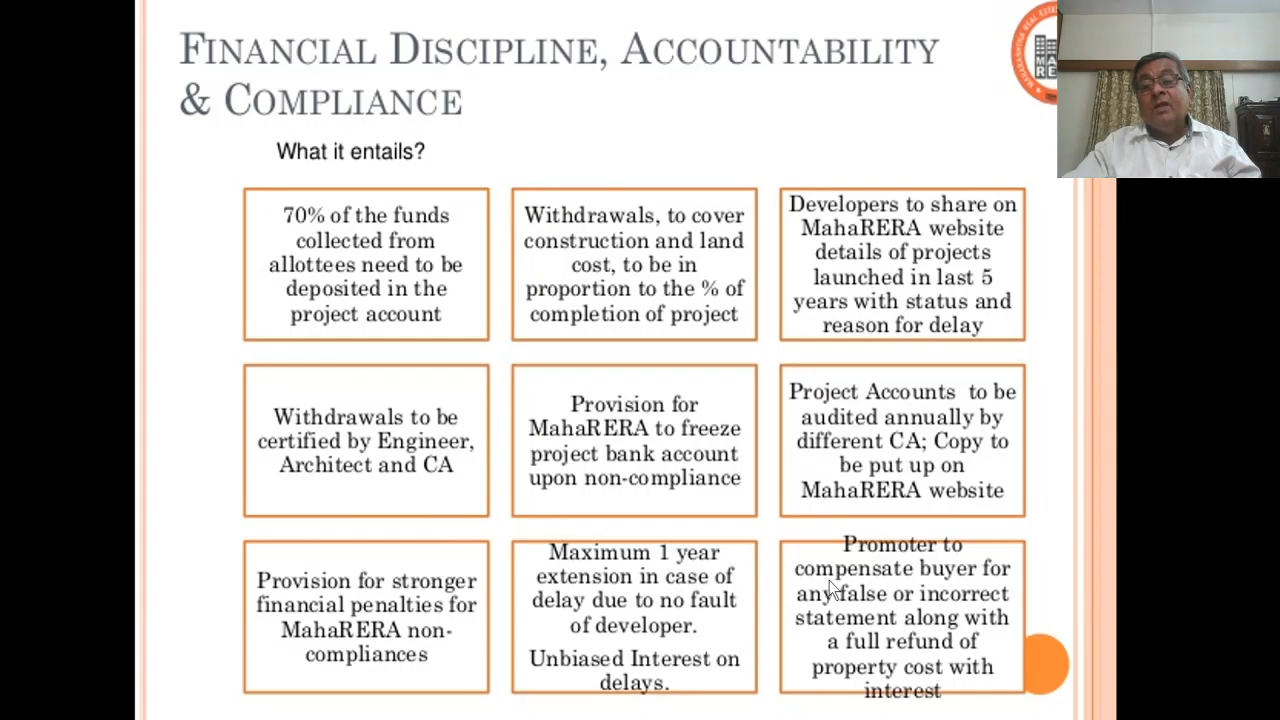 FINANCIAL DISCIPLINE, ACCOUNTABILITY
& COMPLIANCE
What it entails?
70% of the funds
collected from
allottees need to be
deposited in the
project account
Withdrawals, to cover
construction and land
cost, to be in
proportion to the % of
completion of project
Developers to share on
MahaRERA website
details of projects
launched in last 5
years with status and
reason for delay
Withdrawals to be
certified by Engineer,
Architect and CA
Provision for
MahaRERA to freeze
project bank account
upon non-compliance
Project Accounts to be
audited annually by
different CA; Copy to
be put up on
MahaRERA website
Provision for stronger
financial penalties for
MahaRERA non-
compliances
Maximum 1 year
extension in case of
delay due to no fault
of developer.
Unbiased Interest on
delays.
Promoter to
compensate buyer for
any false or incorrect
statement along with
a full refund of
property cost with
interest